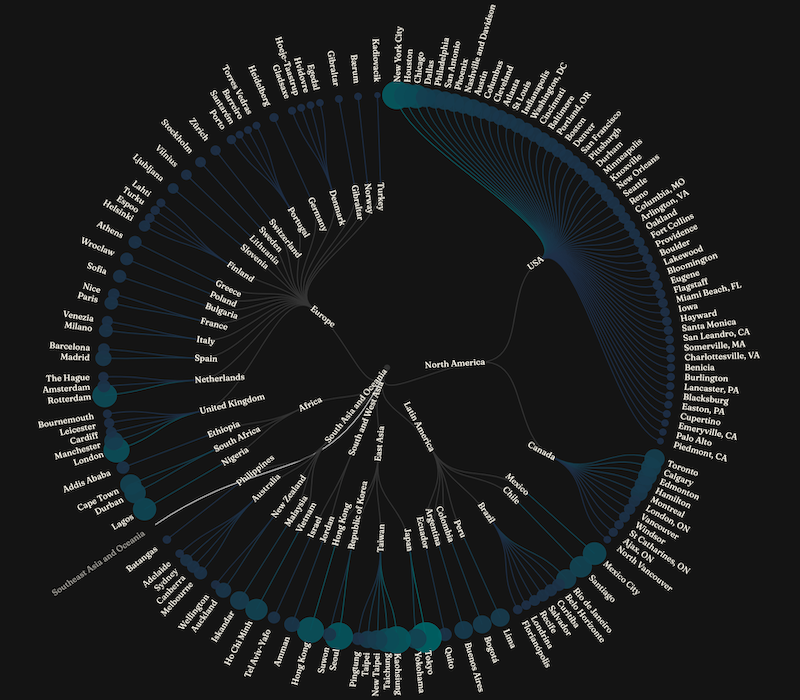 New York City
Houston
Chicago
Dallas
Philadelphia
San Antonio
Phoenix
Nashville and Davidson
Austin
Columbus
Cleveland
Atlanta
St Louis
Indianapolis
Washington, DC
Cincinnati
Baltimore
Portland, OR
Boston
Denver
San Francisco
Pittsburgh
Durham
Minneapolis
Knoxville
New Orleans
Seattle
Reno
Columbia, MO
Arlington, VA
Oakland
Fort Collins
Providence
Boulder
Lakewood
Bloomington
Eugene
Flagstaff
Miami Beach, FL
Iowa
Hayward
Santa Monica
San Leandro, CA
Somerville, MA
Charlottesville, VA
Benicia
Burlington
Lancaster, PA
Blacksburg
Easton, PA
Cupertino
Emeryville, CA
Palo Alto
Piedmont, CA
Toronto
Calgary
Edmonton
Hamilton
Montreal
London, ON
Vancouver
Windsor
St Catharines, ON
Ajax, ON
North Vancouver
Mexico City
Santiago
Rio de Janeiro
Belo Horizonte
Curitiba
Salvador
Recife
Londrina
Florianópolis
Lima
Bogotá
Buenos Aires
Quito
Tokyo
Yokohama
Kaohsiung
Taichung
New Taipei
Taipei
Pingtung
Seoul
Suwon
Hong Kong
Amman
Tel Aviv-Yafo
Ho Chi Minh
Iskandar
Auckland
Wellington
Melbourne
Canberra
Sydney
Adelaide
Batangas
Southeast Asia and Oceania
Lagos
Durban
Cape Town
Addis Ababa
London
Manchester
Cardiff
Leicester
Bournemouth
Rotterdam
Amsterdam
The Hague
Madrid
Barcelona
Milano
Venezia
Paris
Nice
Sofia
Wroclaw
Athena
Helsinki
Espoo
Turku
Lahti
Ljubljana
Vilnius
Stockholm
Zürich
Porto
Santarém
Barreiro
Torres Vedras
Heidelberg
Gladsaxe
Hoeje-Taastrup
Hvidovre
Egedal
Gibraltar
Bærum
Kadiovacik
USA
Canada
North America
Mexico
Chile
Brazil
Peru
Colombia
Argentina
Ecuador
Latin America
Japan
Taiwan
Republic of Korea
Hong Kong
East Asia
Jordan
Israel
South and West Asia
Vietnam
Malaysia
New Zealand
Australia
Philippines
South Asia and Oceania
Nigeria
South Africa
Ethiopia
Africa
United Kingdom
Netherlands
Spain
Italy
France
Bulgaria
Poland
Greece
Finland
Slovenia
Lithuania
Sweden
Switzerland
Portugal
Germany
Denmark
Gibraltar
Norway
Turkey
Europe